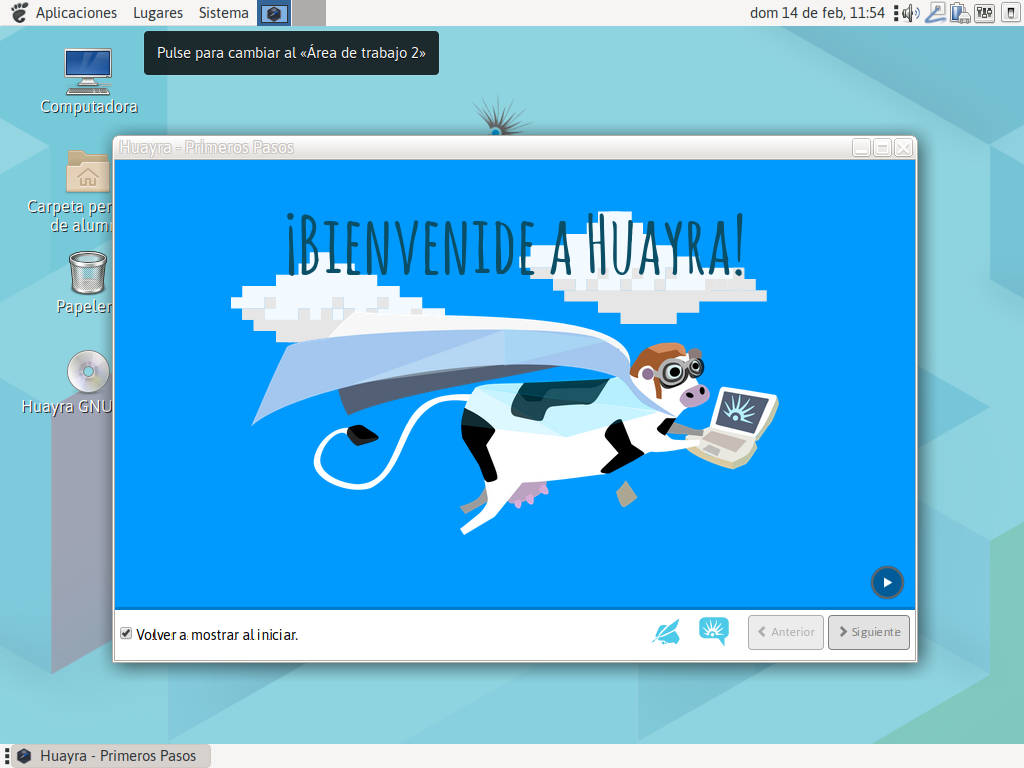 Aplicaciones Lugares Sistema
dom 14 de feb, 11:54
Pulse para cambiar al «Área de trabajo 2»
Computadora
Carpeta per
de alum
Papeler
Huayra GNU
Huayra - Primeros Pasos
¡Bienvenide a Huayra!
Volver a mostrar al iniciar.
Anterior
Siguiente
Huayra - Primeros Pasos